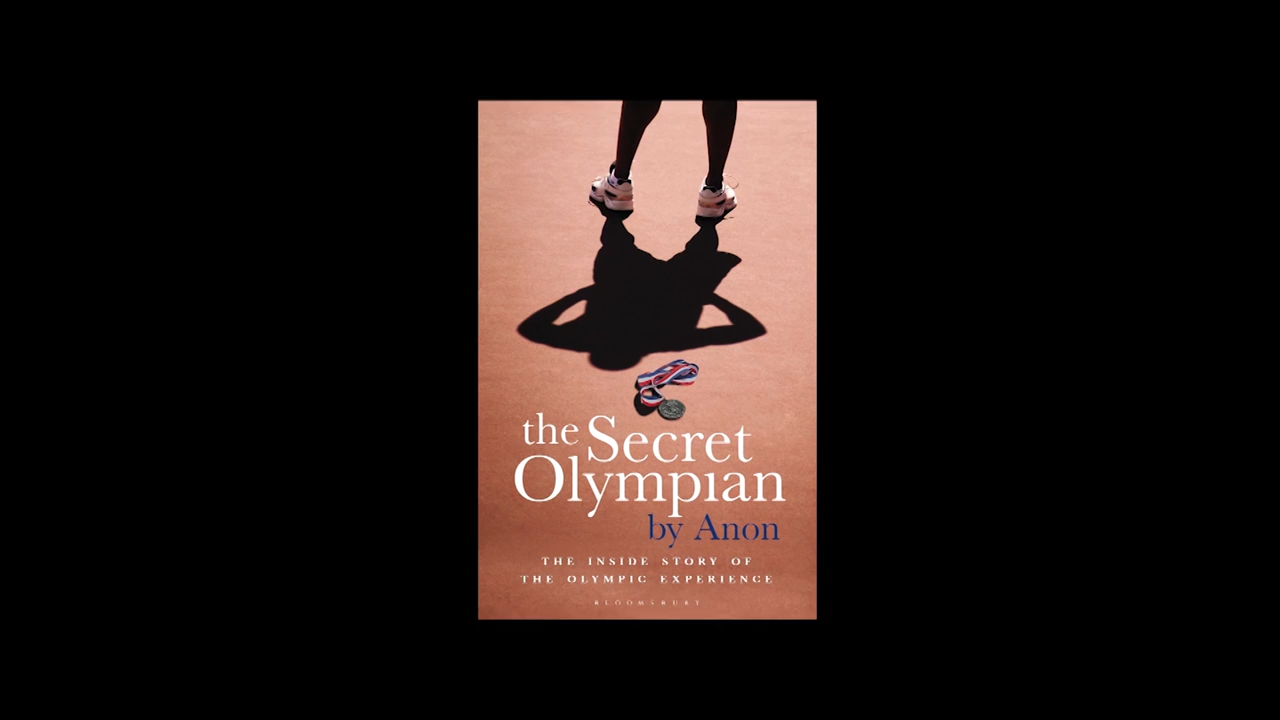 the Secret
Olympian
by Anon
THE INSIDE STORY OF
THE OLYMPIC EXPERIENCE
BLOOMSBURY